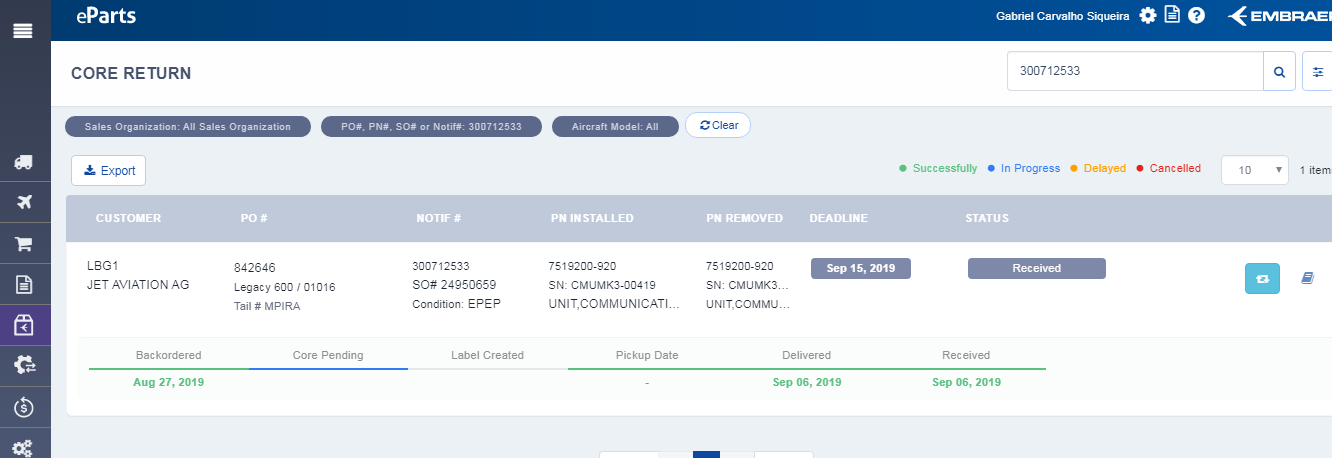 eParts
Gabriel Carvalho Siqueira
EMBRAER
CORE RETURN
300712533
Sales Organization: All Sales Organization
PO#, PN#, SO# or Notif#: 300712533
Aircraft Model: All
Clear
Export
Successfully
In Progress
Delayed
Cancelled
10
1 items
CUSTOMER PO # NOTIF # PN INSTALLED PN REMOVED DEADLINE STATUS
LBG1
JET AVIATION AG
842646
Legacy 600 / 01016
Tail # MPIRA
300712533
SO# 24950659
Condition: EPEP
7519200-920
SN: CMUMK3-00419
UNIT,COMMUNICATI...
7519200-920
SN: CMUMK3...
UNIT,COMMU...
Sep 15, 2019
Received
Backordered Core Pending Label Created Pickup Date Delivered Received
Aug 27, 2019 - Sep 06, 2019 Sep 06, 2019